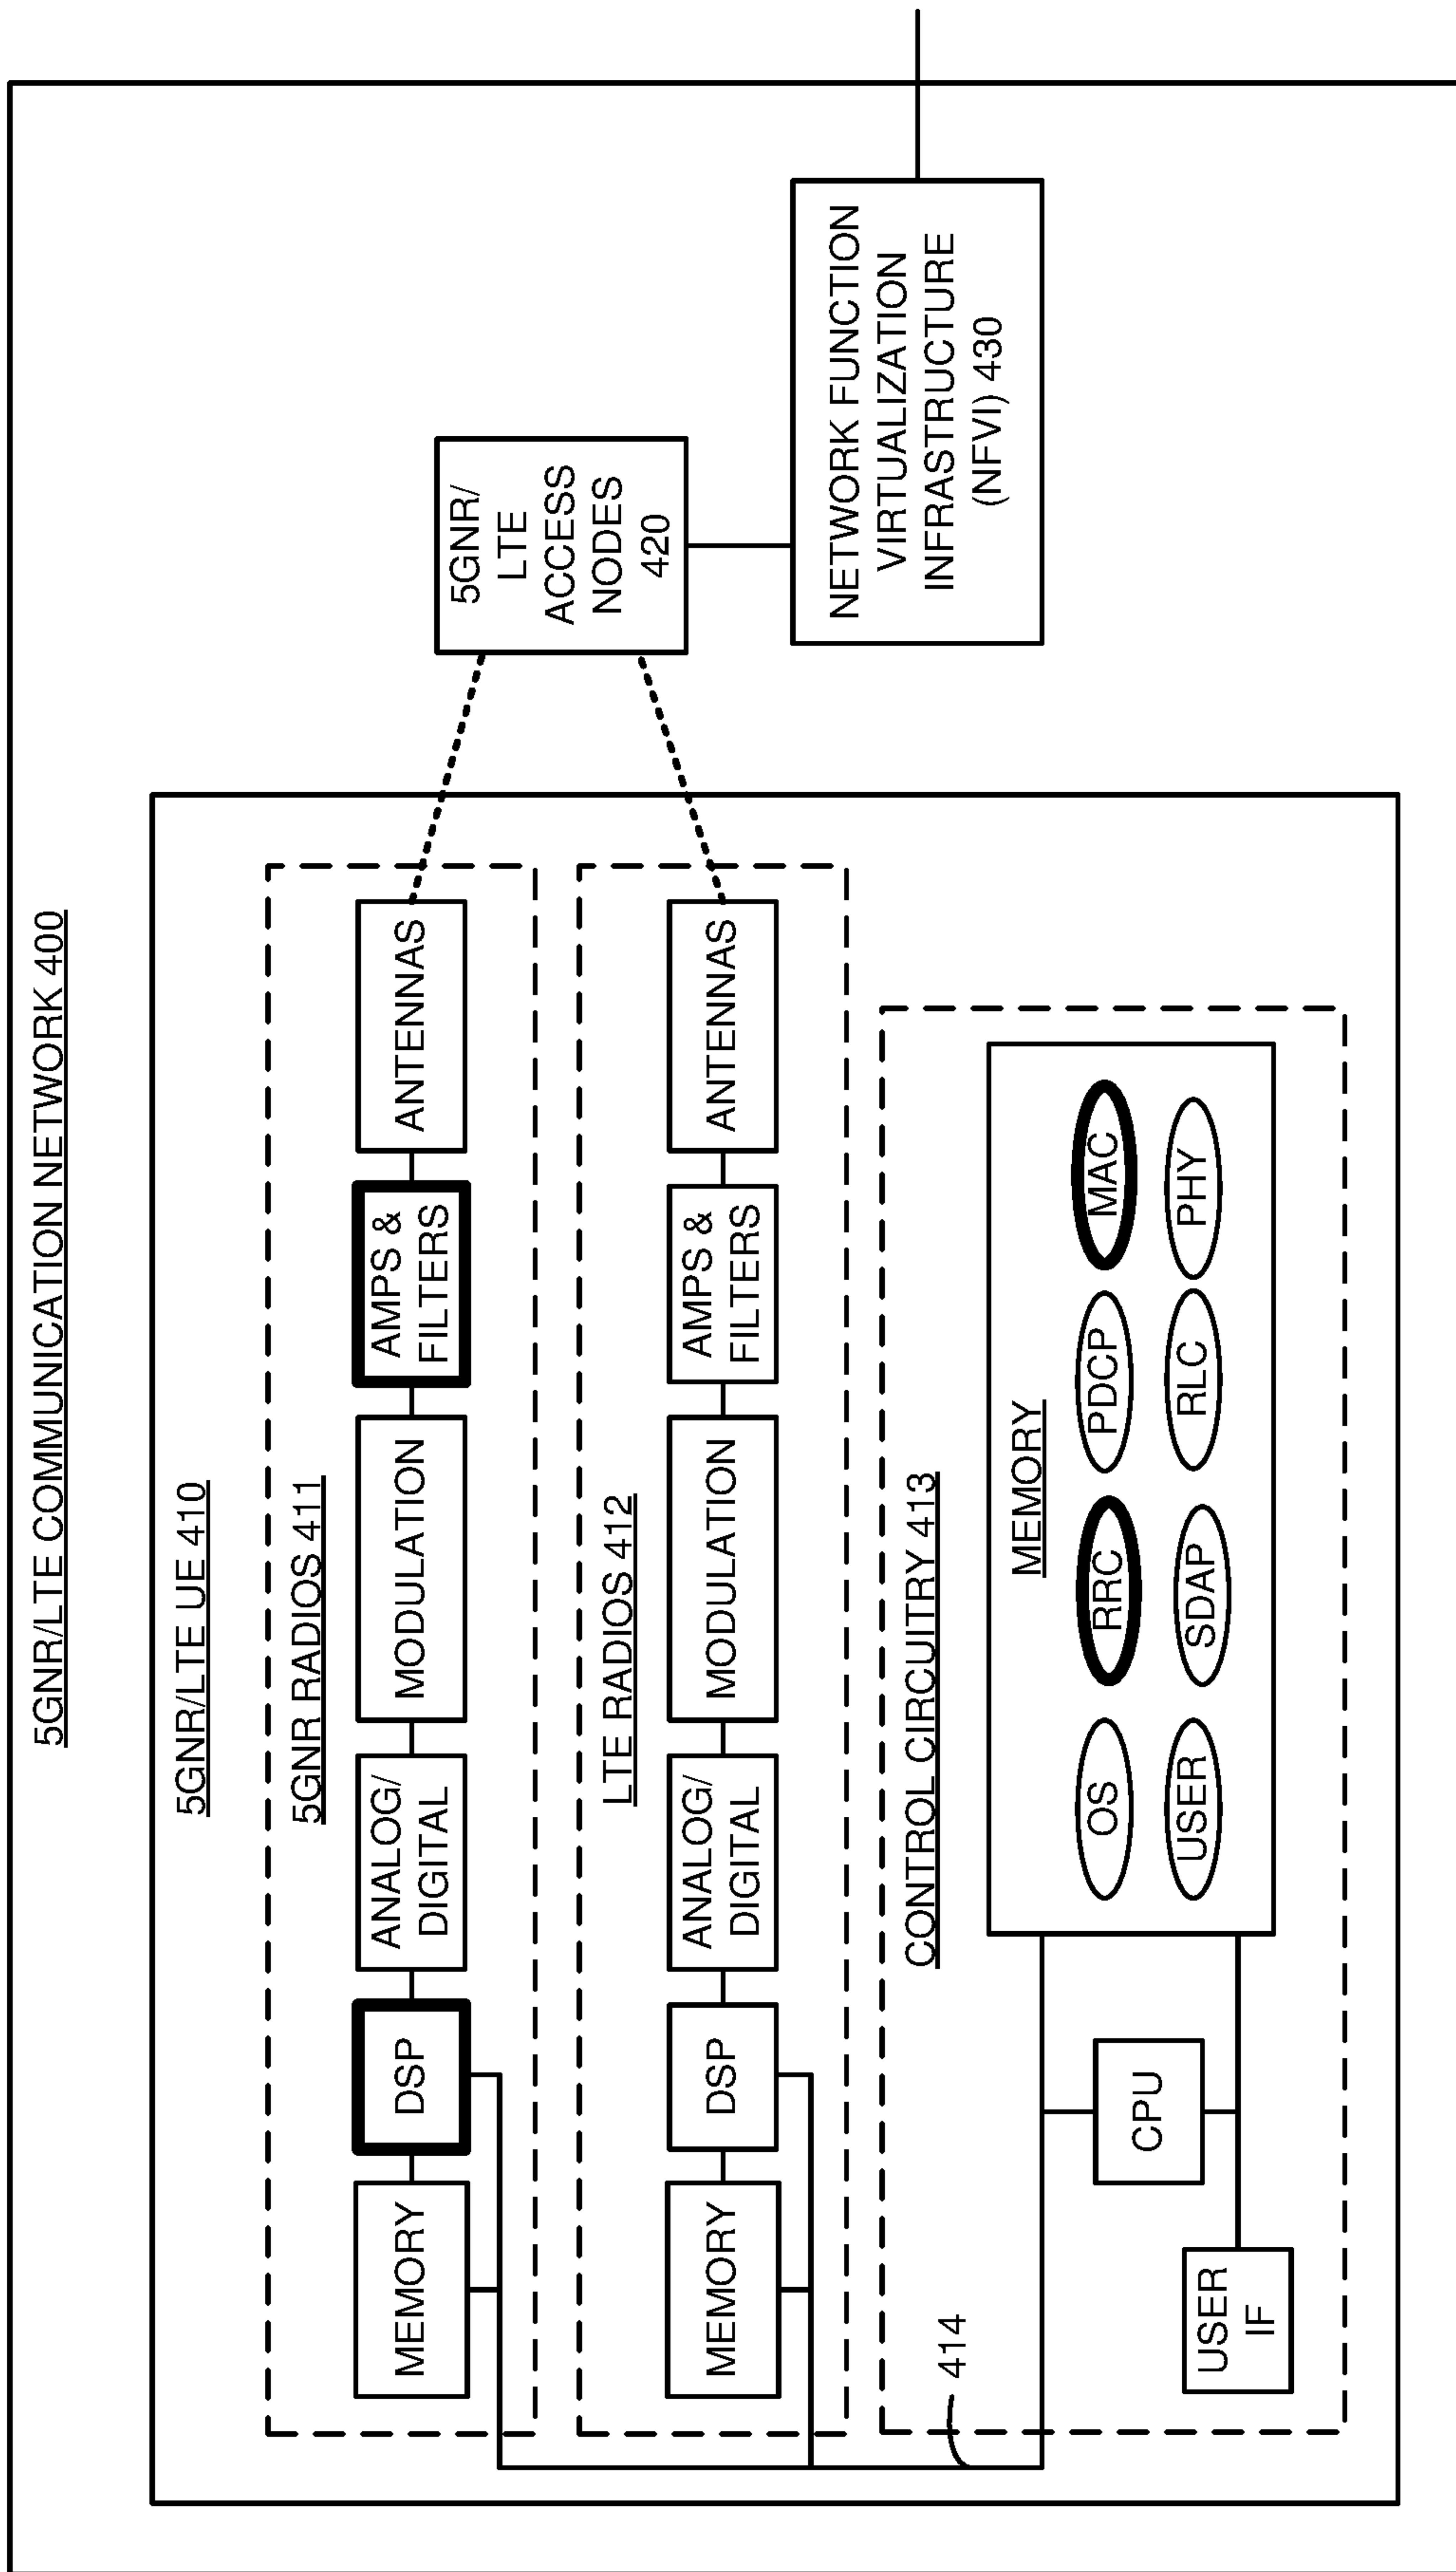 5GNR/LTE COMMUNICATION NETWORK 400
5GNR/LTE UE 410
5GNR RADIOS 411
MEMORY
DSP
ANALOG/
DIGITAL
MODULATION
AMPS &
FILTERS
ANTENNAS
LTE RADIOS 412
MEMORY
DSP
ANALOG/
DIGITAL
MODULATION
AMPS &
FILTERS
ANTENNAS
414
CONTROL CIRCUITRY 413
USER
IF
CPU
MEMORY
OS
RRC
PDCP
MAC
USER
SDAP
RLC
PHY
5GNR/
LTE
ACCESS
NODES
420
NETWORK FUNCTION
VIRTUALIZATION
INFRASTRUCTURE
(NFVI) 430